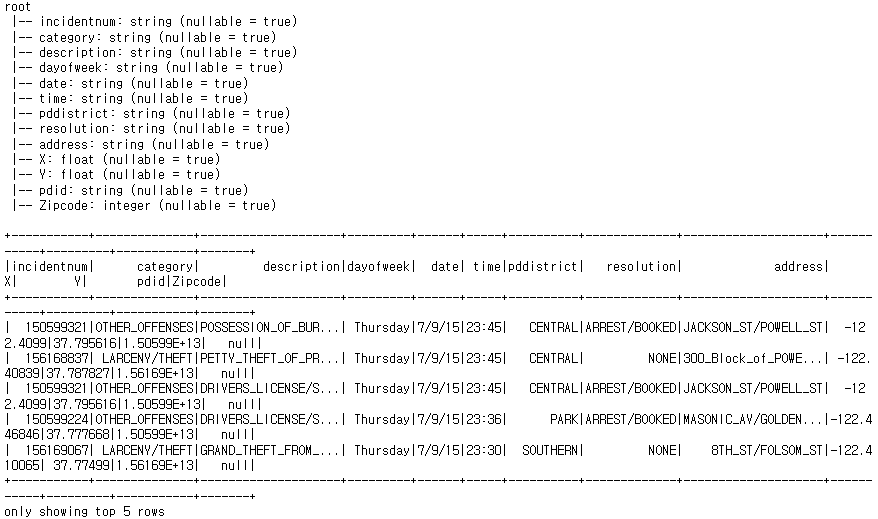 root
 |-- incidentnum: string (nullable = true)
 |-- category: string (nullable = true)
 |-- description: string (nullable = true)
 |-- dayofweek: string (nullable = true)
 |-- date: string (nullable = true)
 |-- time: string (nullable = true)
 |-- pddistrict: string (nullable = true)
 |-- resolution: string (nullable = true)
 |-- address: string (nullable = true)
 |-- X: float (nullable = true)
 |-- Y: float (nullable = true)
 |-- pdid: string (nullable = true)
 |-- Zipcode: integer (nullable = true)

+-----------+--------------+--------------------+---------+------+-----+----------+--------------+--------------------+------
-----+---------+-----------+-------+
|incidentnum|      category|         description|dayofweek|  date| time|pddistrict|    resolution|             address|
X|        Y|       pdid|Zipcode|
+-----------+--------------+--------------------+---------+------+-----+----------+--------------+--------------------+------
-----+---------+-----------+-------+
|  150599321|OTHER_OFFENSES|POSSESSION_OF_BUR...| Thursday|7/9/15|23:45|   CENTRAL|ARREST/BOOKED|JACKSON_ST/POWELL_ST|  -12
2.4099|37.795616|1.50599E+13|   null|
|  156168837| LARCENY/THEFT|PETTY_THEFT_OF_PR...| Thursday|7/9/15|23:45|   CENTRAL|         NONE|300_Block_of_POWE...| -122.
40839|37.787827|1.56169E+13|   null|
|  150599321|OTHER_OFFENSES|DRIVERS_LICENSE/S...| Thursday|7/9/15|23:45|   CENTRAL|ARREST/BOOKED|JACKSON_ST/POWELL_ST|  -12
2.4099|37.795616|1.50599E+13|   null|
|  150599224|OTHER_OFFENSES|DRIVERS_LICENSE/S...| Thursday|7/9/15|23:36|      PARK|ARREST/BOOKED|MASONIC_AV/GOLDEN...|-122.4
46846|37.777668|1.50599E+13|   null|
|  156169067| LARCENY/THEFT|GRAND_THEFT_FROM_...| Thursday|7/9/15|23:30|  SOUTHERN|         NONE|    8TH_ST/FOLSOM_ST|-122.4
10065| 37.77499|1.56169E+13|   null|
+-----------+--------------+--------------------+---------+------+-----+----------+--------------+--------------------+------
-----+---------+-----------+-------+
only showing top 5 rows